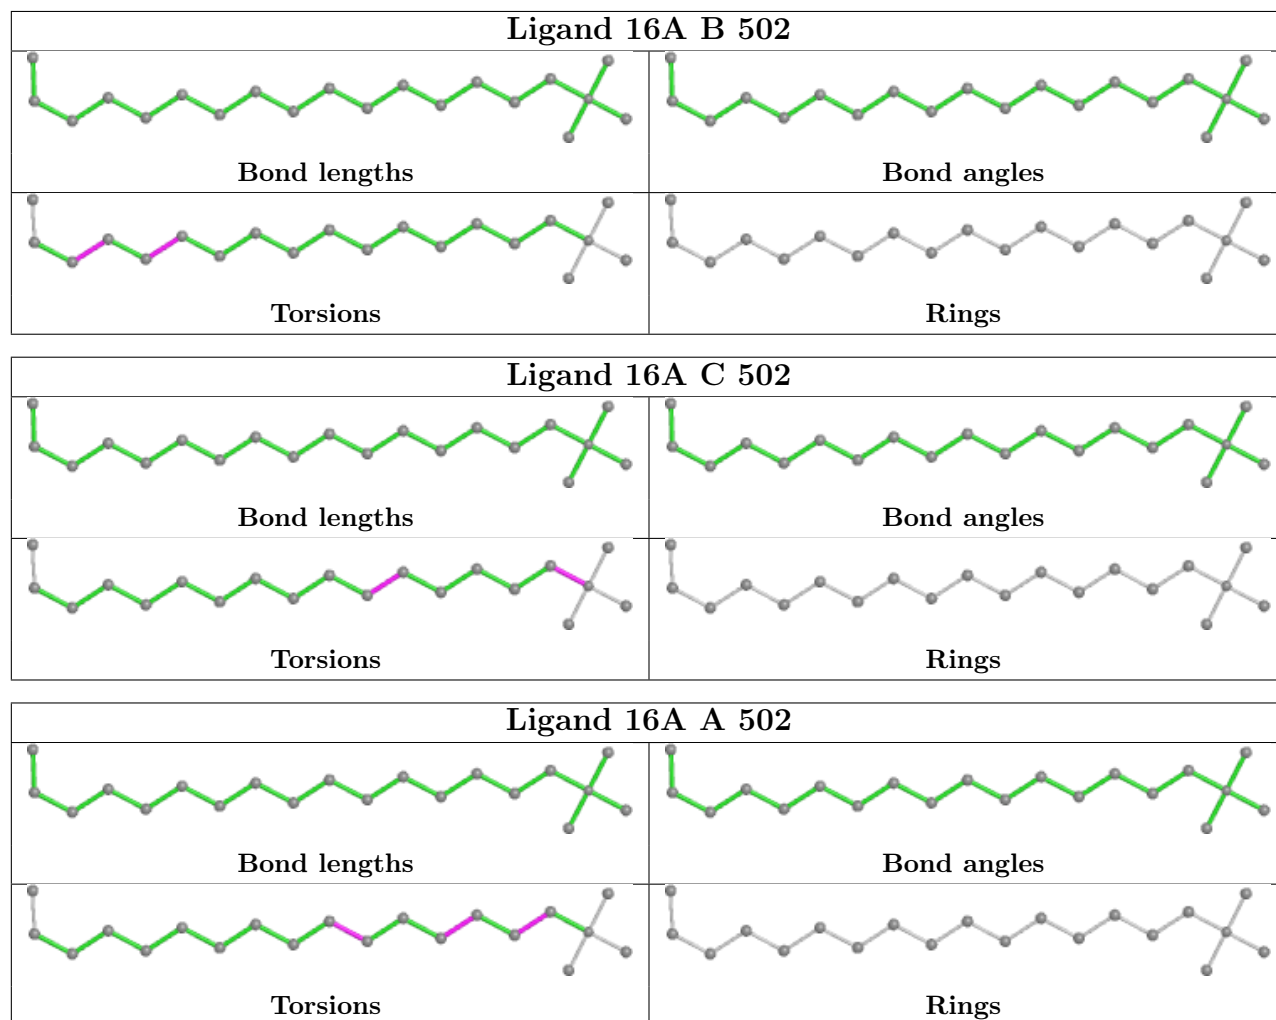 Ligand 16A B 502
Bond lengths
Bond angles
Torsions
Rings
Ligand 16A C 502
Bond lengths
Bond angles
Torsions
Rings
Ligand 16A A 502
Bond lengths
Bond angles
Torsions
Rings